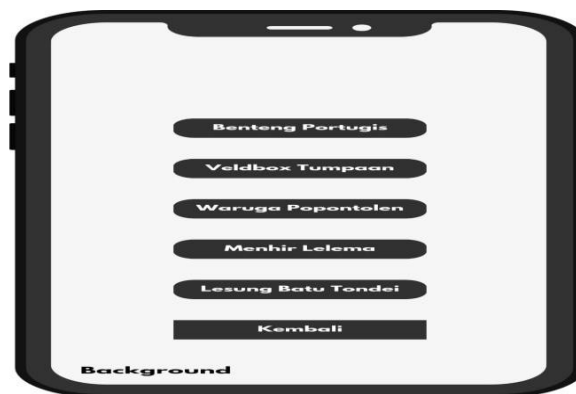 Benteng Portugis
Veldbox Tumpaan
Waruga Popontolen
Menhir Lelema
Lesung Batu Tondei
Kembali
Background